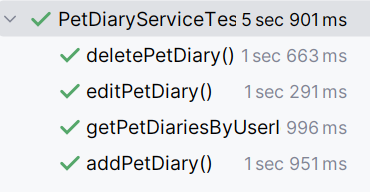 PetDiaryServiceTes 5 sec 901 ms
deletePetDiary() 1 sec 663 ms
editPetDiary() 1 sec 291 ms
getPetDiariesByUserI 996 ms
addPetDiary() 1 sec 951 ms